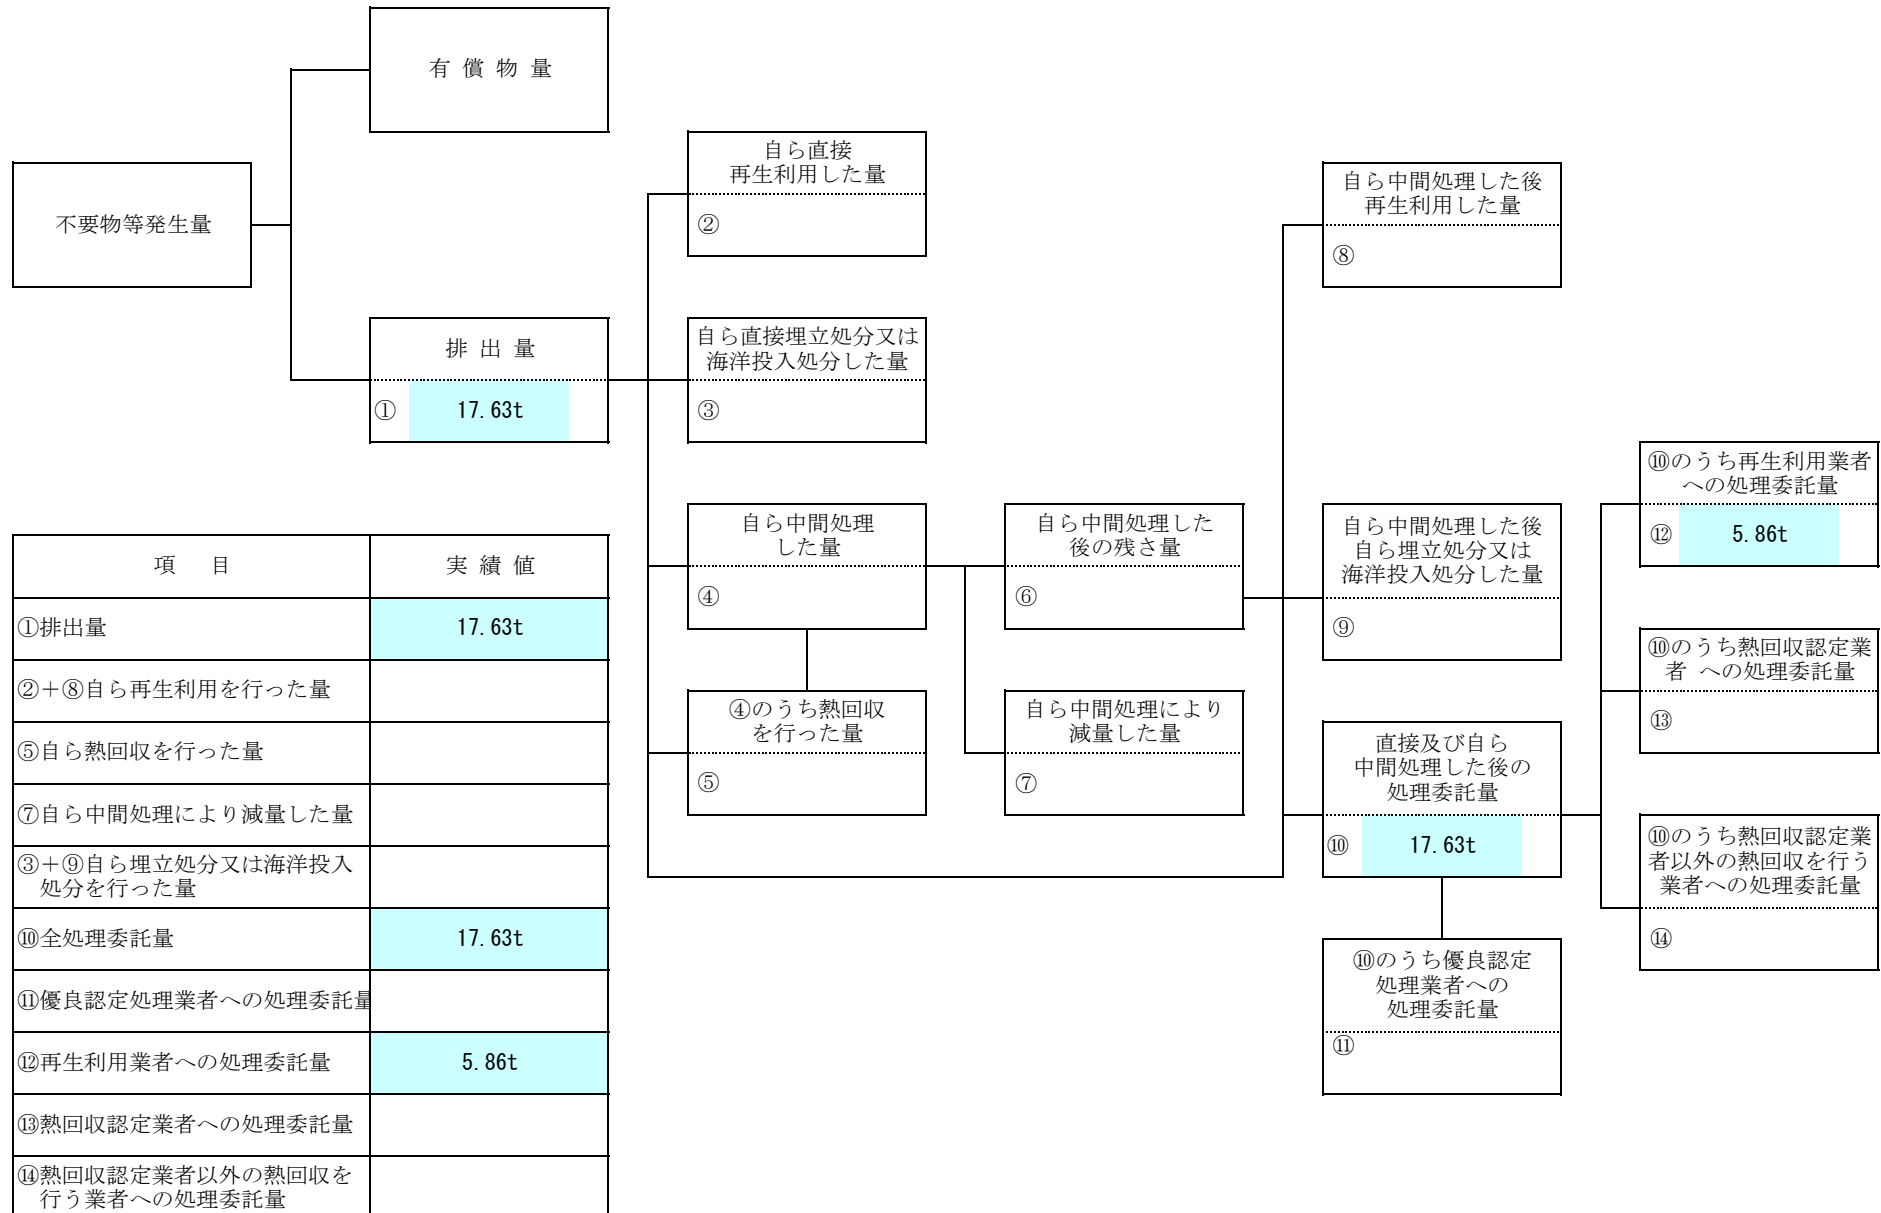 有 償 物 量
不要物等発生量
排 出 量
① 17.63t
自ら直接
再生利用した量
②
自ら直接埋立処分又は
海洋投入処分した量
③
自ら中間処理
した量
④
④のうち熱回収
を行った量
⑤
自ら中間処理した
後の残さ量
⑥
自ら中間処理により
減量した量
⑦
自ら中間処理した後
再生利用した量
⑧
自ら中間処理した後
自ら埋立処分又は
海洋投入処分した量
⑨
直接及び自ら
中間処理した後の
処理委託量
⑩ 17.63t
⑩のうち優良認定
処理業者への
処理委託量
⑪
⑩のうち再生利用業者
への処理委託量
⑫ 5.86t
⑩のうち熱回収認定業
者 への処理委託量
⑬
⑩のうち熱回収認定業
者以外の熱回収を行う
業者への処理委託量
⑭
項 目 実 績 値
①排出量 17.63t
②+⑧自ら再生利用を行った量
⑤自ら熱回収を行った量
⑦自ら中間処理により減量した量
③+⑨自ら埋立処分又は海洋投入
処分を行った量
⑩全処理委託量 17.63t
⑪優良認定処理業者への処理委託量
⑫再生利用業者への処理委託量 5.86t
⑬熱回収認定業者への処理委託量
⑭熱回収認定業者以外の熱回収を
行う業者への処理委託量